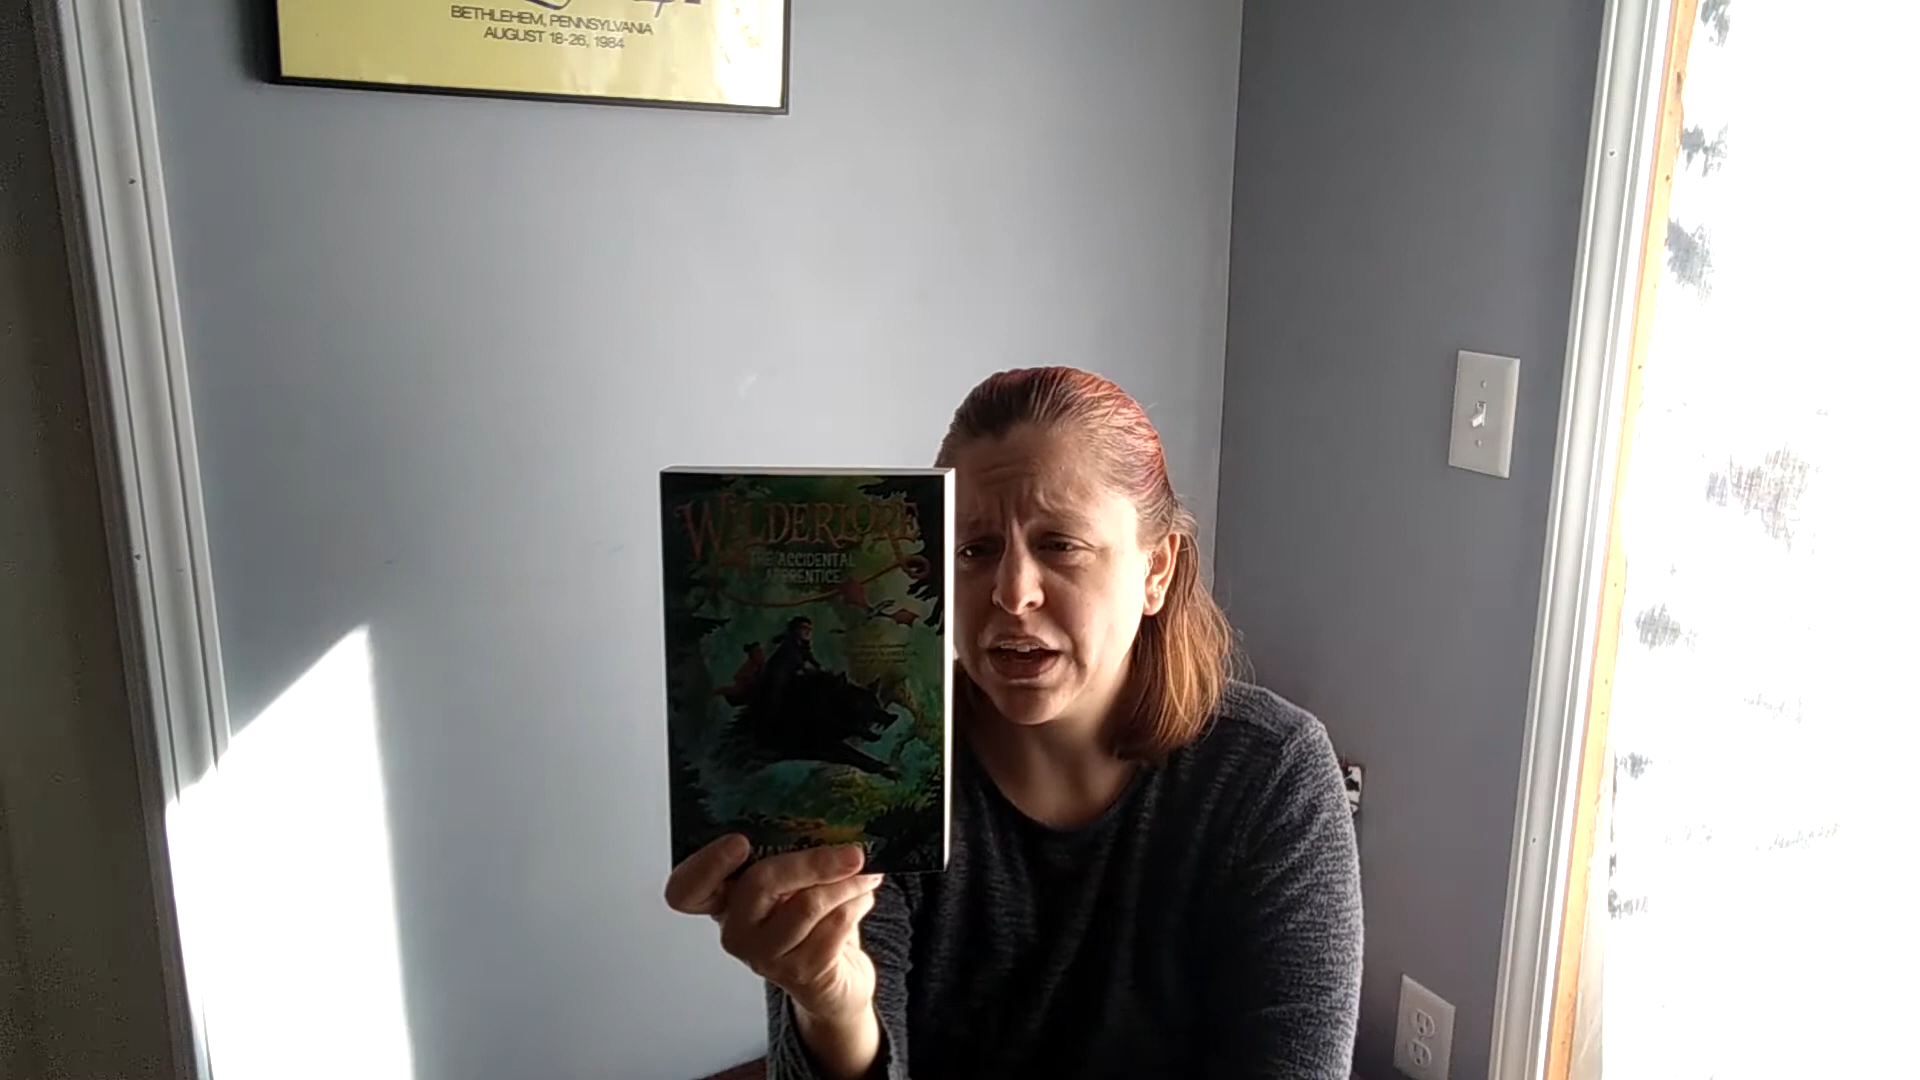 BETHLEHEM, PENNSYLVANIA
AUGUST 18-26, 1984
WILDERLORE
THE ACCIDENTAL
APPRENTICE